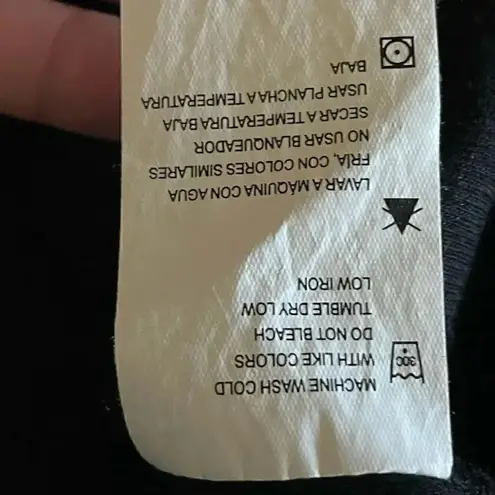 MACHINE WASH COLD
WITH LIKE COLORS
DO NOT BLEACH
TUMBLE DRY LOW
LOW IRON
30C
LAVAR A MÁQUINA CON AGUA
FRÍA, CON COLORES SIMILARES
NO USAR BLANQUEADOR
SECAR A TEMPERATURA BAJA
USAR PLANCHA A TEMPERATURA
BAJA